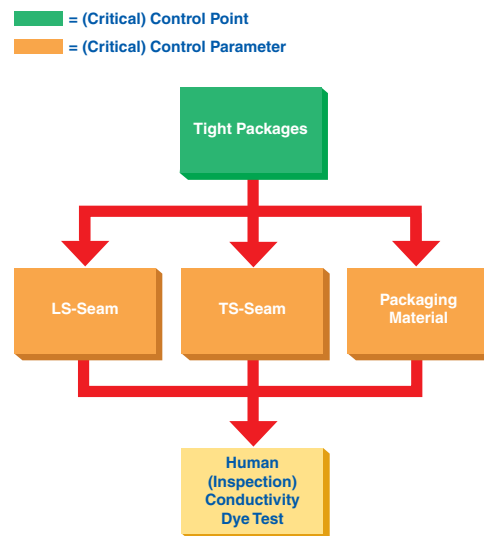 = (Critical) Control Point
= (Critical) Control Parameter
Tight Packages
LS-Seam
TS-Seam
Packaging
Material
Human
(Inspection)
Conductivity
Dye Test